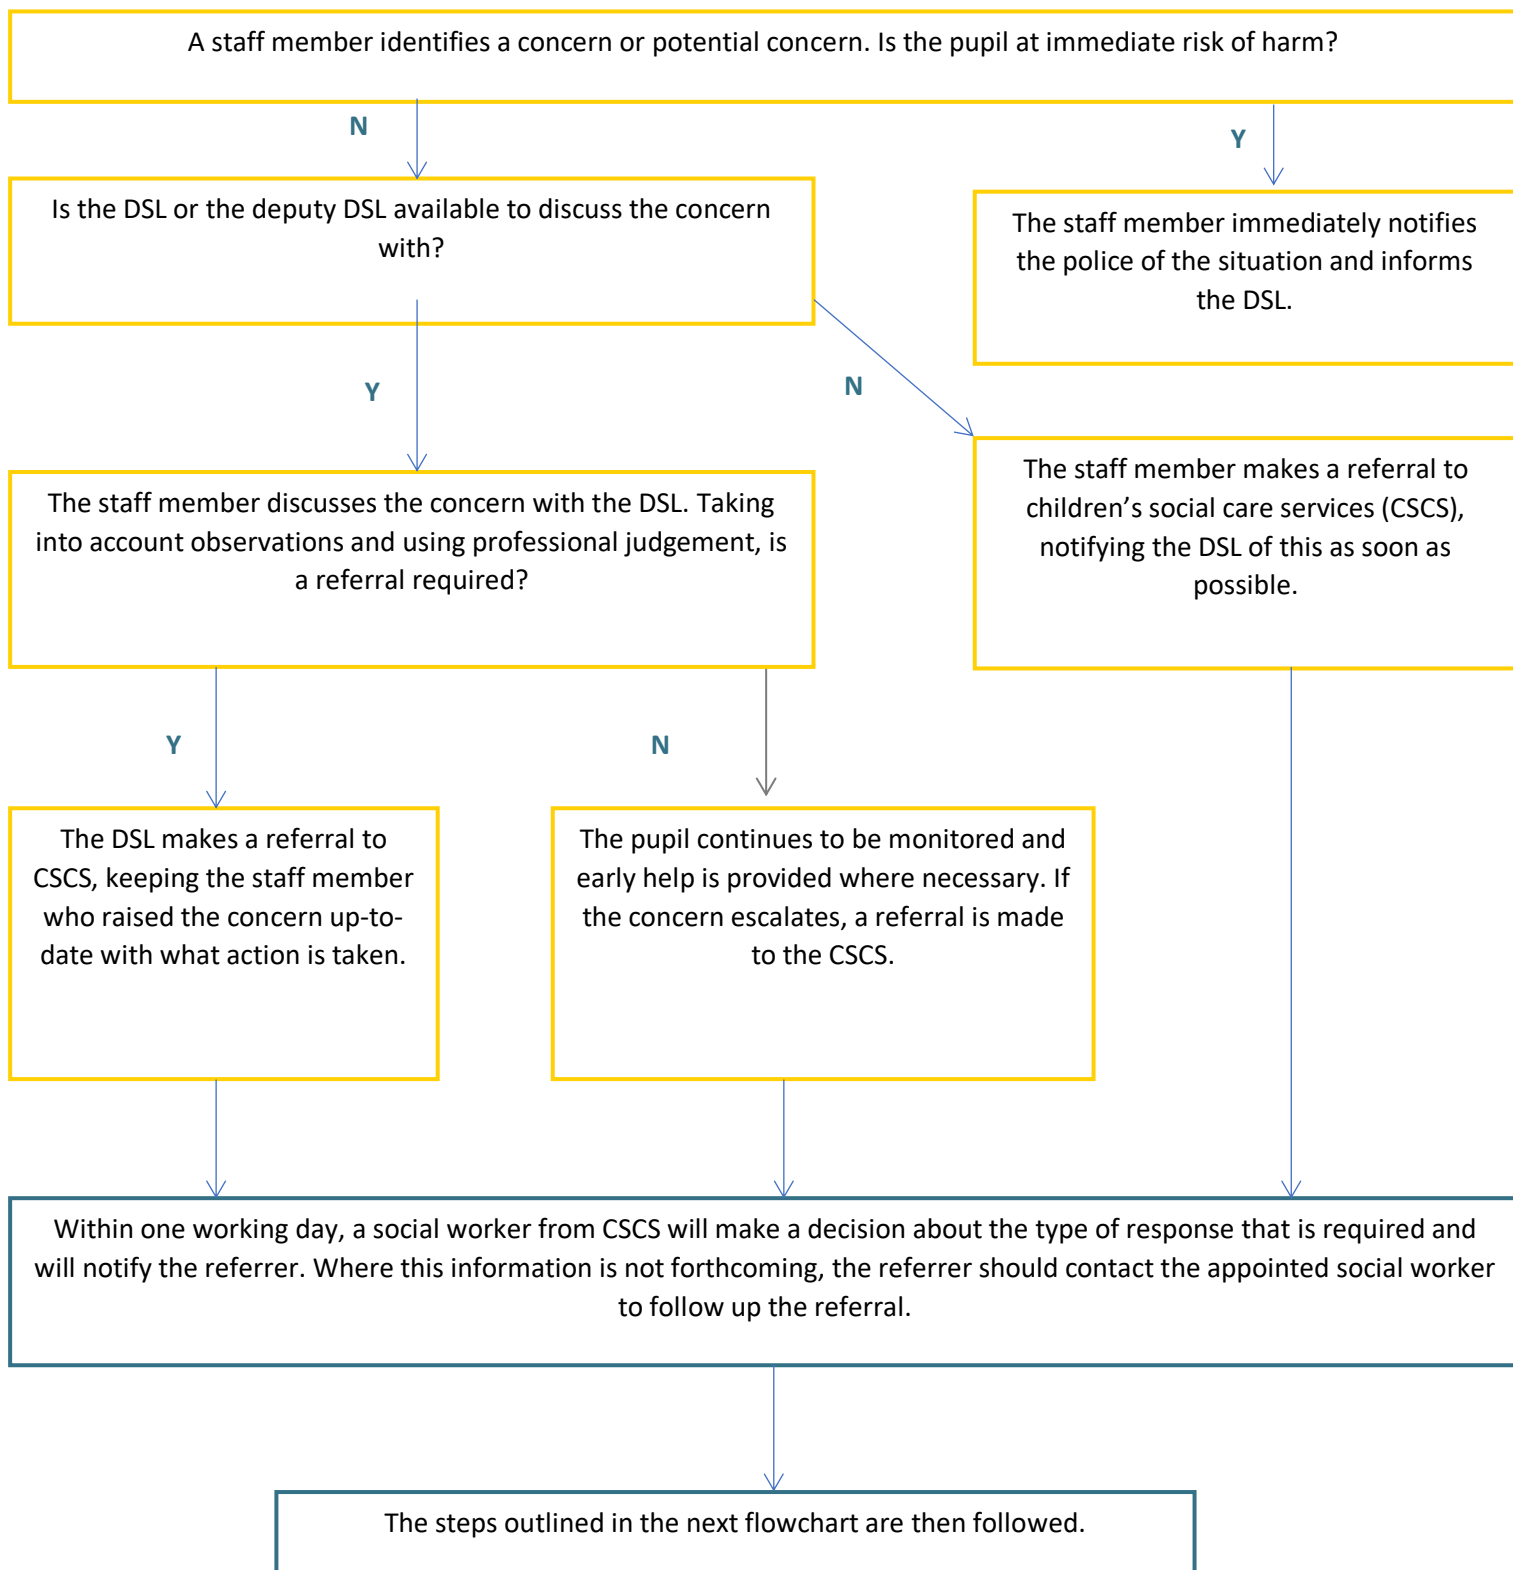 A staff member identifies a concern or potential concern. Is the pupil at immediate risk of harm?
N
Y
Is the DSL or the deputy DSL available to discuss the concern
with?
The staff member immediately notifies
the police of the situation and informs
the DSL.
Y
N
The staff member discusses the concern with the DSL. Taking
into account observations and using professional judgement, is
a referral required?
The staff member makes a referral to
children’s social care services (CSCS),
notifying the DSL of this as soon as
possible.
Y
N
The DSL makes a referral to
CSCS, keeping the staff member
who raised the concern up-to-
date with what action is taken.
The pupil continues to be monitored and
early help is provided where necessary. If
the concern escalates, a referral is made
to the CSCS.
Within one working day, a social worker from CSCS will make a decision about the type of response that is required and
will notify the referrer. Where this information is not forthcoming, the referrer should contact the appointed social worker
to follow up the referral.
The steps outlined in the next flowchart are then followed.